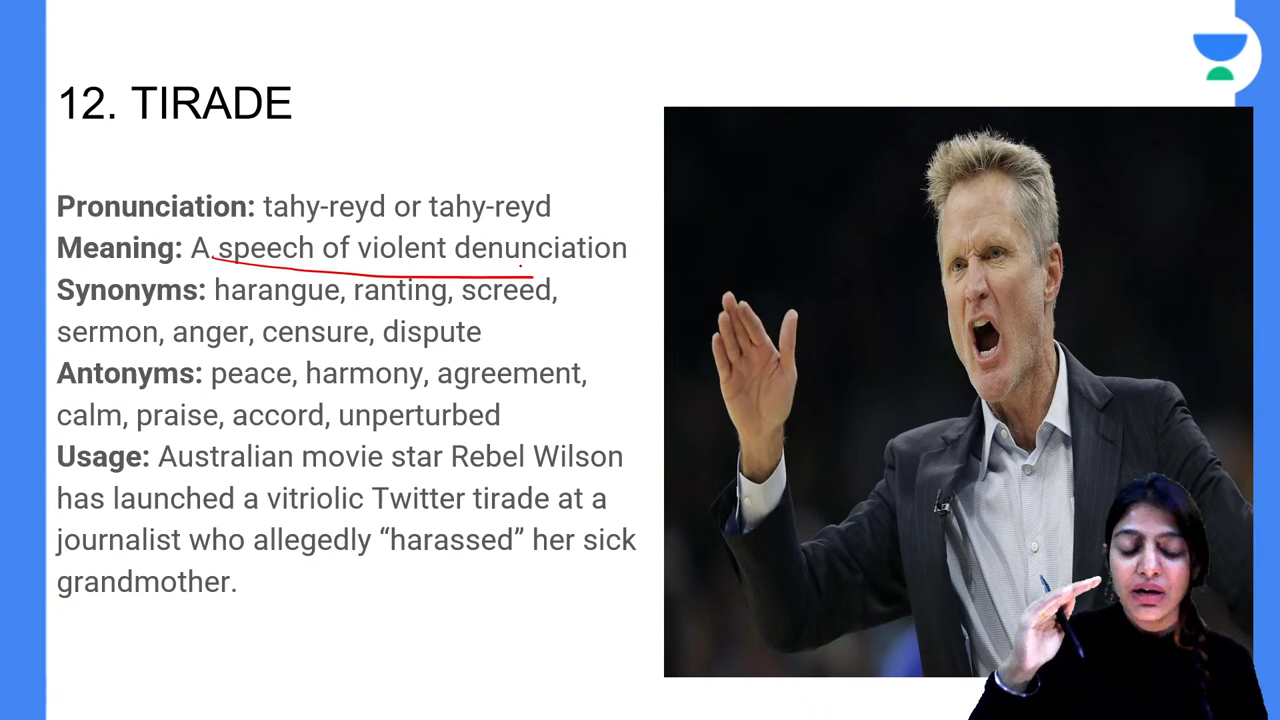 12. TIRADE
Pronunciation: tahy-reyd or tahy-reyd
Meaning: A speech of violent denunciation
Synonyms: harangue, ranting, screed,
sermon, anger, censure, dispute
Antonyms: peace, harmony, agreement,
calm, praise, accord, unperturbed
Usage: Australian movie star Rebel Wilson
has launched a vitriolic Twitter tirade at a
journalist who allegedly “harassed” her sick
grandmother.